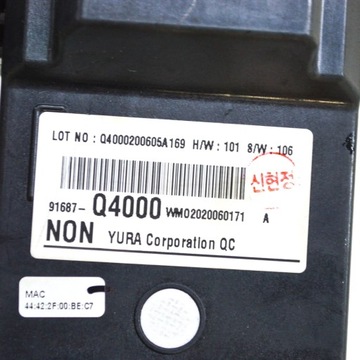 LOT NO : Q4000200605A169 H/W : 101 S/W : 106
신현정
91687- Q4000 WM02020060171 A
NON YURA Corporation QC
MAC
44:42:2F:00:BE:C7